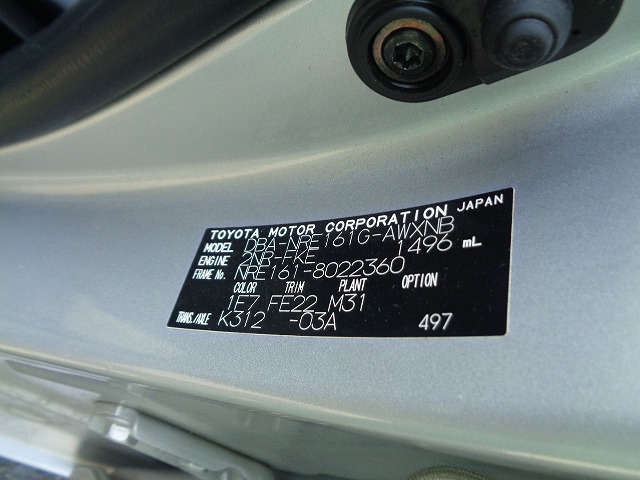 TOYOTA MOTOR CORPORATION JAPAN
MODEL DBA-NRE161G-AWXNB
ENGINE 2NR-FKE 1496 mL
FRAME No. NRE161-8022360
COLOR TRIM PLANT OPTION
1F7 FE22 M31
TRANS./AXLE K312 -03A 497